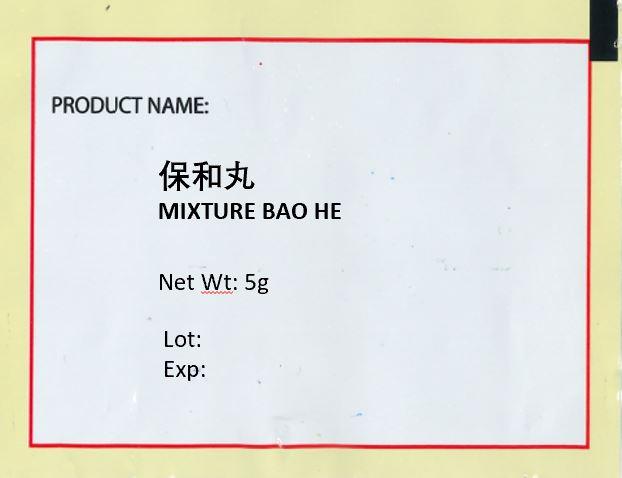 PRODUCT NAME:
保和丸
MIXTURE BAO HE
Net Wt: 5g
Lot:
Exp: